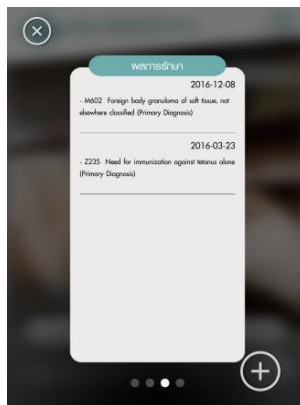 ผลการรักษา
2016-12-08
- M602 Foreign body granuloma of soft tissue, not
elsewhere classified (Primary Diagnosis)
2016-03-23
- Z235 Need for immunization against tetanus alone
(Primary Diagnosis)